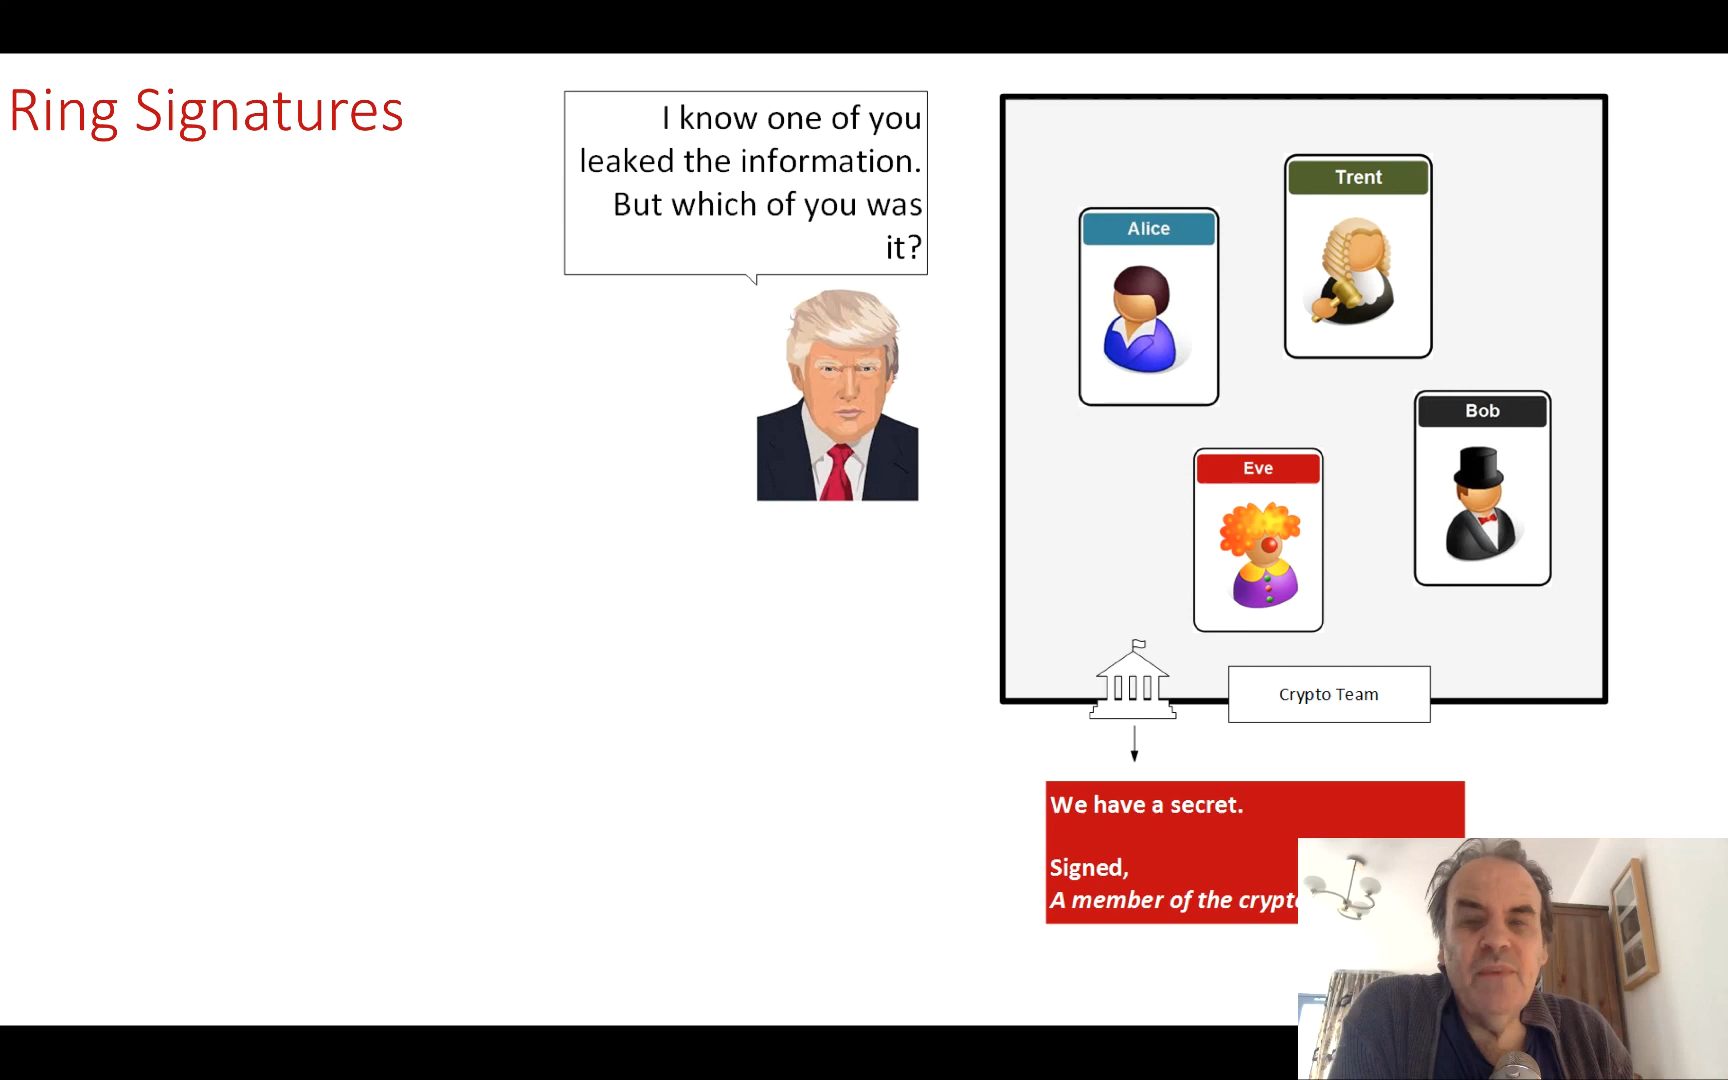 Ring Signatures
I know one of you
leaked the information.
But which of you was
it?
Trent
Alice
Bob
Eve
Crypto Team
We have a secret.
Signed,
A member of the